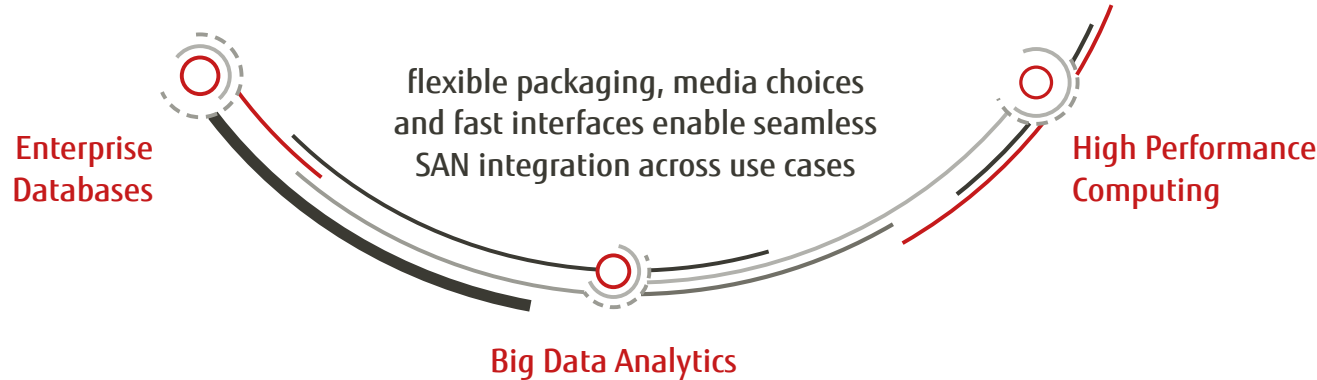 flexible packaging, media choices
and fast interfaces enable seamless
SAN integration across use cases
Enterprise
Databases
High Performance
Computing
Big Data Analytics